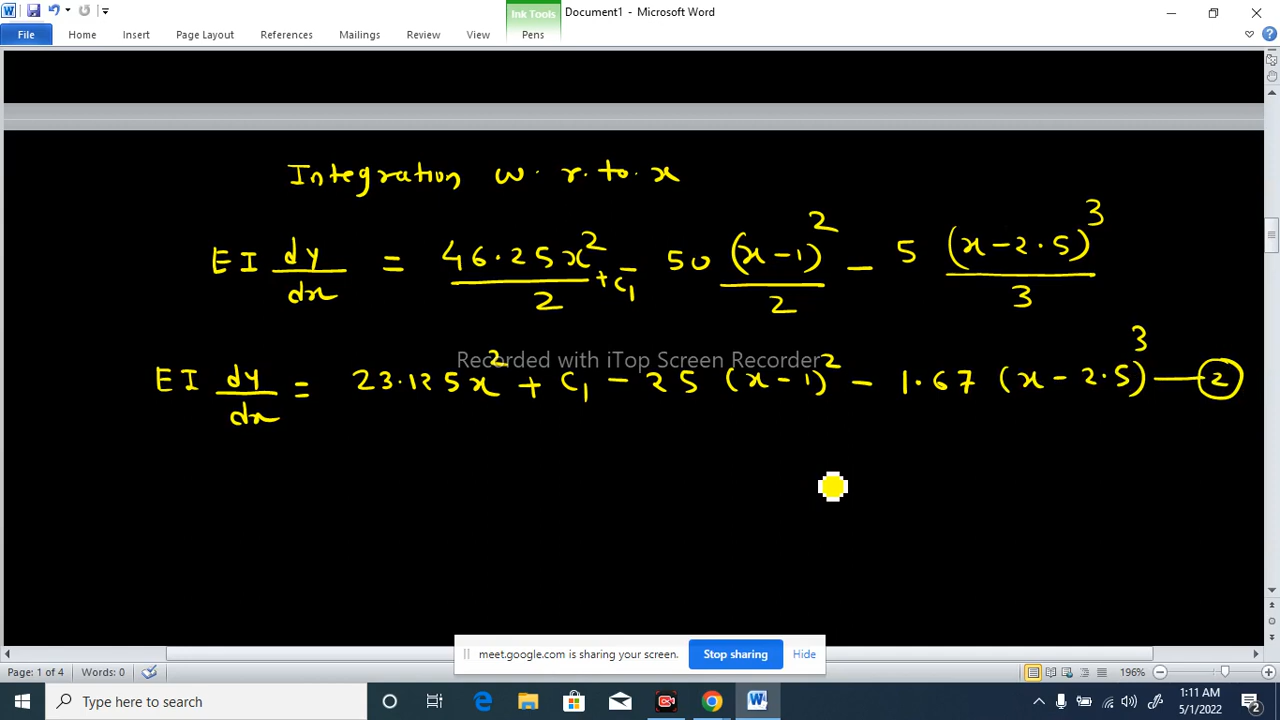 Ink Tools
Document1 - Microsoft Word
File Home Insert Page Layout References Mailings Review View Pens
Integration w.r.to.x
EI dy/dx = 46.25x²/2 + C₁ - 50 (x-1)²/2 - 5 (x-2.5)³/3
Recorded with iTop Screen Recorder
EI dy/dx = 23.125x² + C₁ - 25 (x-1)² - 1.67 (x-2.5)³ — ②
meet.google.com is sharing your screen. Stop sharing Hide
Page: 1 of 4 Words: 0 196%
Type here to search
1:11 AM
5/1/2022
2